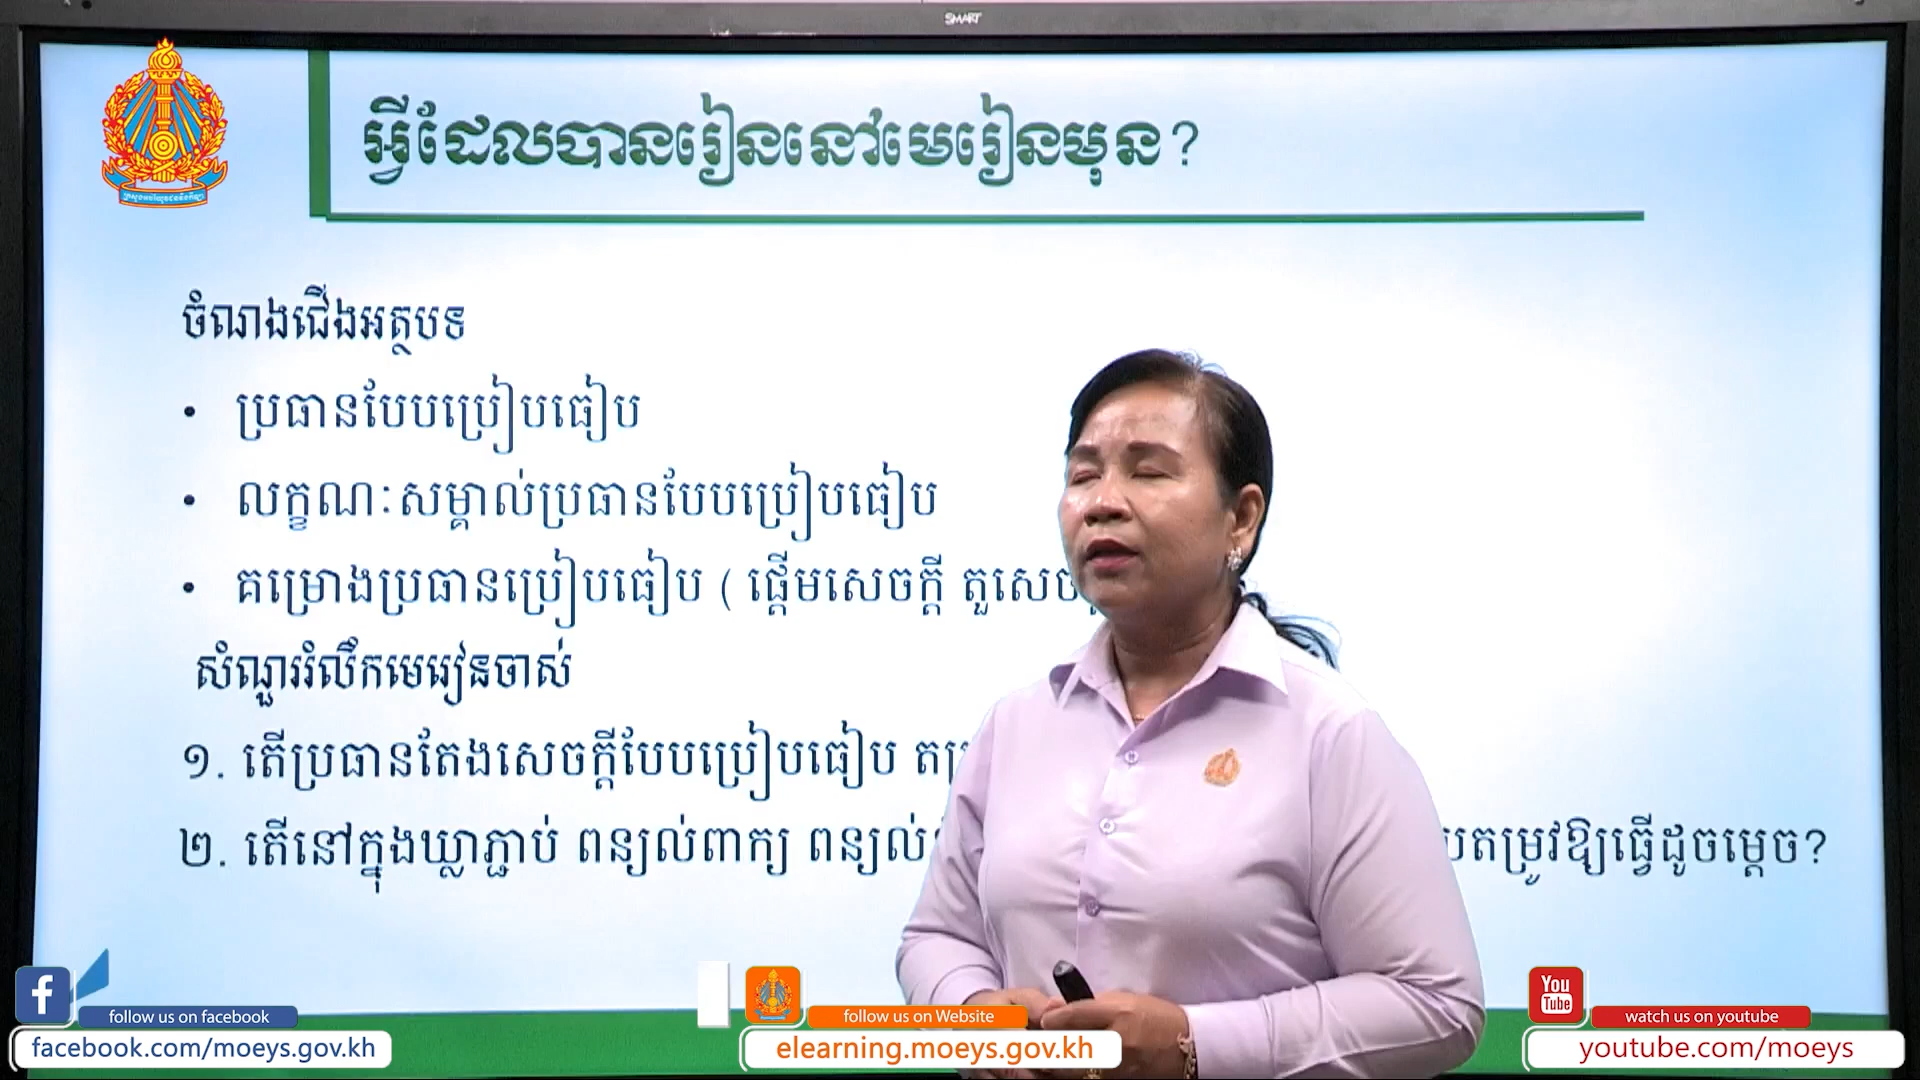 SMART
អ្វីដែលបានរៀននៅមេរៀនមុន?
ចំណងជើងអត្ថបទ
• ប្រធានបែបប្រៀបធៀប
• លក្ខណៈសម្គាល់ប្រធានបែបប្រៀបធៀប
• គម្រោងប្រធានប្រៀបធៀប ( ផ្ដើមសេចក្ដី តួសេច
សំណួររំលឹកមេរៀនចាស់
១. តើប្រធានតែងសេចក្ដីបែបប្រៀបធៀប
២. តើនៅក្នុងឃ្លាភ្ជាប់ ពន្យល់ពាក្យ ពន្យល់ បតម្រូវឱ្យធ្វើដូចម្ដេច?
follow us on facebook
facebook.com/moeys.gov.kh
follow us on Website
elearning.moeys.gov.kh
You
Tube
watch us on youtube
youtube.com/moeys